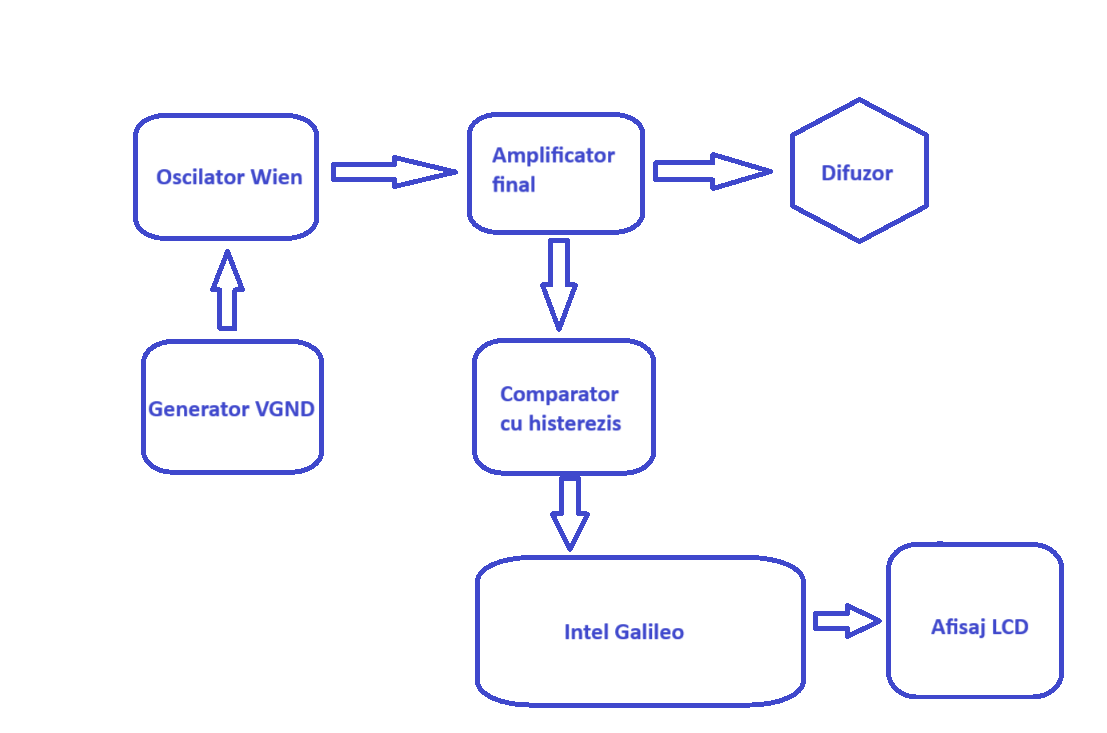 Oscilator Wien
Amplificator
final
Difuzor
Generator VGND
Comparator
cu histerezis
Intel Galileo
Afisaj LCD